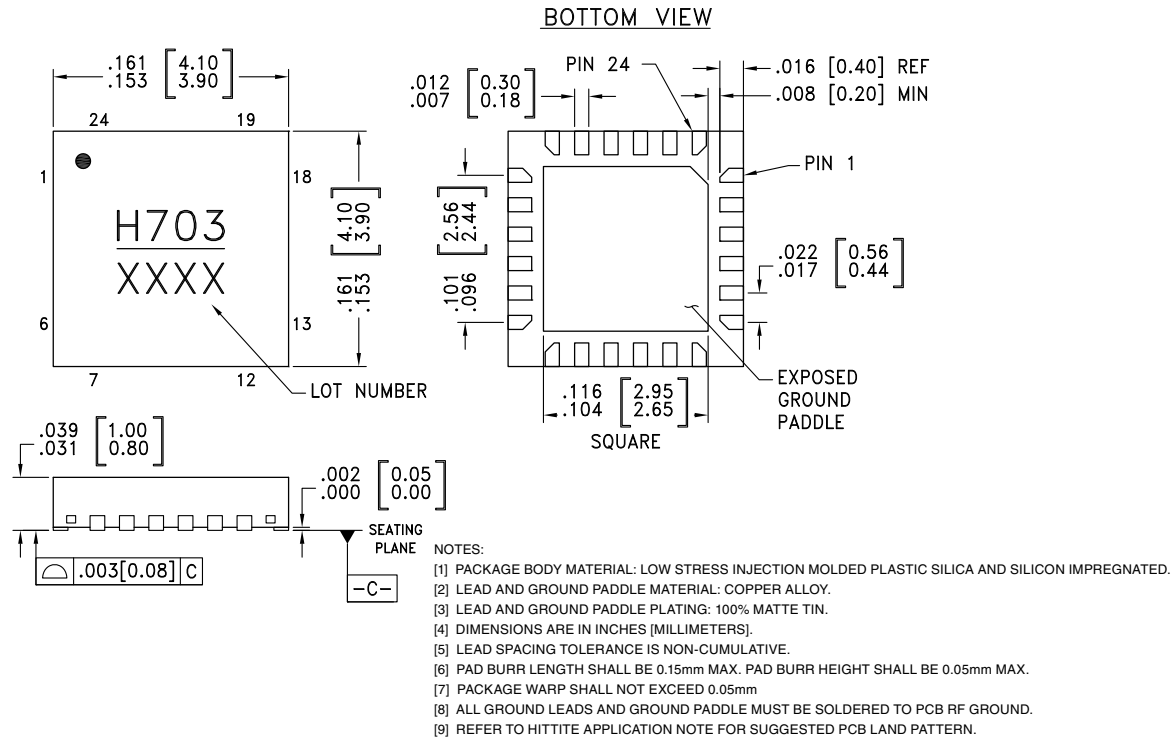 BOTTOM VIEW
.161 [4.10]
.153 [3.90]
24 19
1 18
H703
XXXX
6 13
7 12
LOT NUMBER
4.10
3.90
.161
.153
PIN 24
.012 [0.30]
.007 [0.18]
.016 [0.40] REF
.008 [0.20] MIN
PIN 1
2.56
2.44
.101
.096
.022 [0.56]
.017 [0.44]
EXPOSED
GROUND
PADDLE
.116 [2.95]
.104 [2.65]
SQUARE
.039 [1.00]
.031 [0.80]
.002 [0.05]
.000 [0.00]
SEATING
PLANE
⌓ .003[0.08] C
-C-
NOTES:
[1] PACKAGE BODY MATERIAL: LOW STRESS INJECTION MOLDED PLASTIC SILICA AND SILICON IMPREGNATED.
[2] LEAD AND GROUND PADDLE MATERIAL: COPPER ALLOY.
[3] LEAD AND GROUND PADDLE PLATING: 100% MATTE TIN.
[4] DIMENSIONS ARE IN INCHES [MILLIMETERS].
[5] LEAD SPACING TOLERANCE IS NON-CUMULATIVE.
[6] PAD BURR LENGTH SHALL BE 0.15mm MAX. PAD BURR HEIGHT SHALL BE 0.05mm MAX.
[7] PACKAGE WARP SHALL NOT EXCEED 0.05mm
[8] ALL GROUND LEADS AND GROUND PADDLE MUST BE SOLDERED TO PCB RF GROUND.
[9] REFER TO HITTITE APPLICATION NOTE FOR SUGGESTED PCB LAND PATTERN.